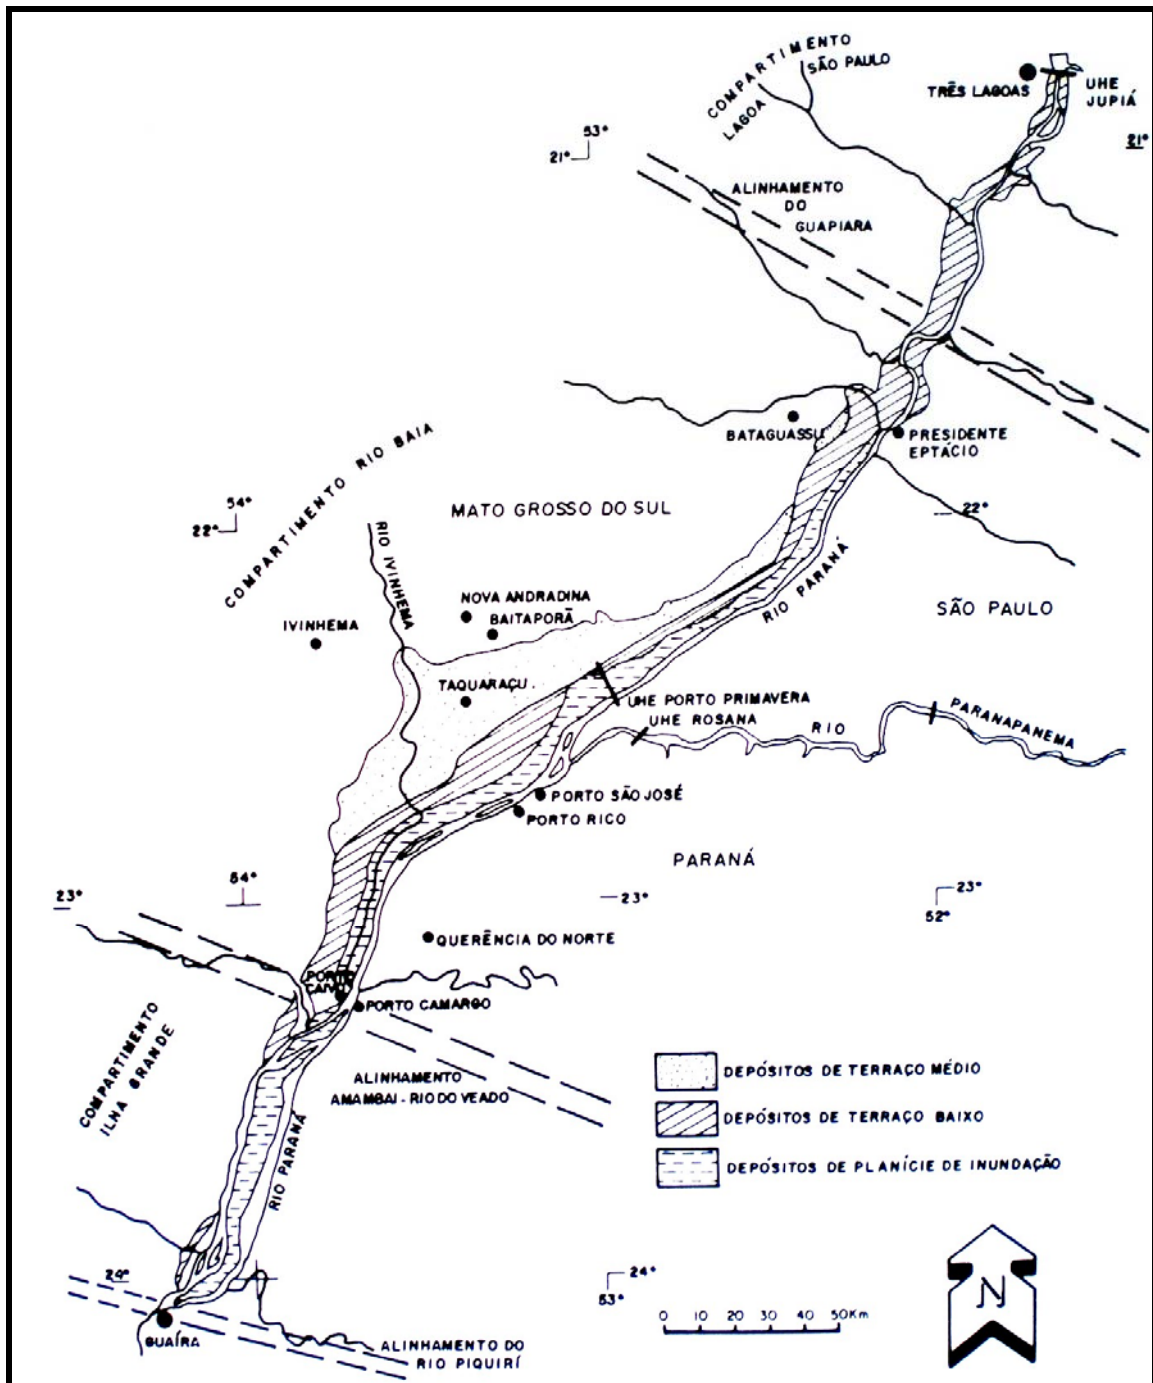 COMPARTIMENTO
LAGOA SÃO PAULO
TRÊS LAGOAS
UHE
JUPIÁ
53°
21°
21°
ALINHAMENTO
DO
GUAPIARA
BATAGUASSU
PRESIDENTE
EPTÁCIO
COMPARTIMENTO RIO BAIA
54°
22°
MATO GROSSO DO SUL
22°
RIO IVINHEMA
RIO PARANÁ
NOVA ANDRADINA
BAITAPORÃ
IVINHEMA
SÃO PAULO
TAQUARAÇU
UHE PORTO PRIMAVERA
UHE ROSANA
RIO
PARANAPANEMA
PORTO SÃO JOSÉ
PORTO RICO
PARANÁ
23°
54°
23°
23°
52°
QUERÊNCIA DO NORTE
PORTO
CAIVÁ
PORTO CAMARGO
COMPARTIMENTO
ILHA GRANDE
ALINHAMENTO
AMAMBAI - RIO DO VEADO
DEPÓSITOS DE TERRAÇO MÉDIO
DEPÓSITOS DE TERRAÇO BAIXO
DEPÓSITOS DE PLANÍCIE DE INUNDAÇÃO
RIO PARANÁ
24°
24°
53°
GUAÍRA
ALINHAMENTO DO
RIO PIQUIRÍ
0 10 20 30 40 50Km
N